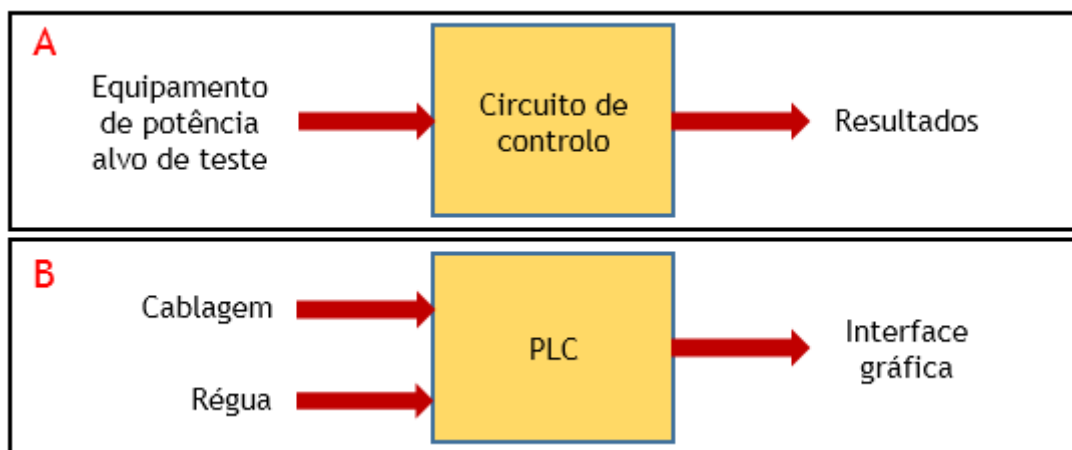 A
Equipamento
de potência
alvo de teste
Circuito de
controlo
Resultados
B
Cablagem
Régua
PLC
Interface
gráfica